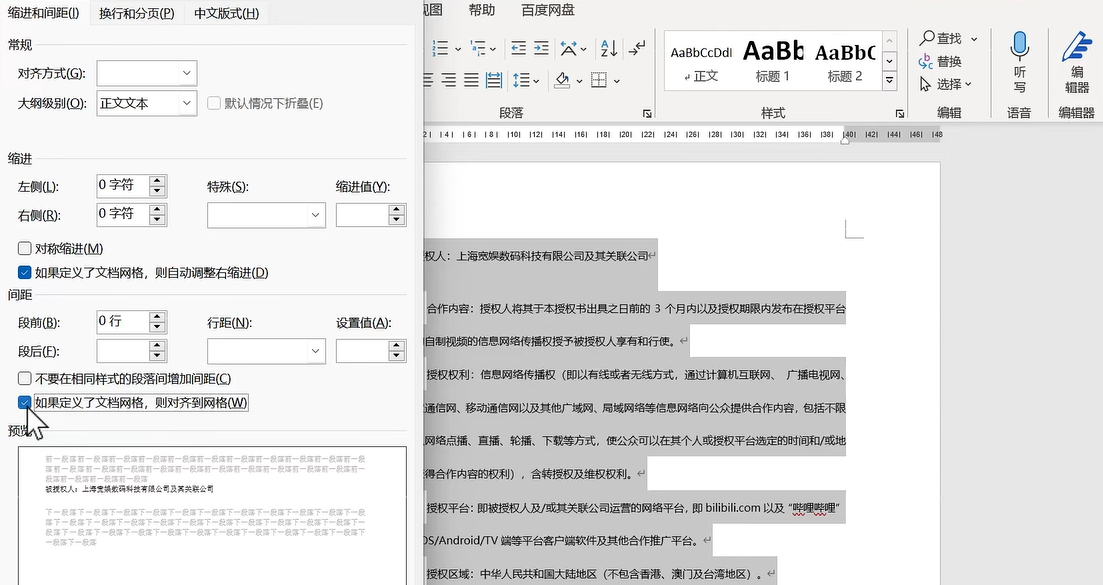 缩进和间距(I) 换行和分页(P) 中文版式(H)
常规
对齐方式(G):
大纲级别(O): 正文文本 默认情况下折叠(E)
缩进
左侧(L): 0 字符 特殊(S): 缩进值(Y):
右侧(R): 0 字符
对称缩进(M)
如果定义了文档网格，则自动调整右缩进(D)
间距
段前(B): 0 行 行距(N): 设置值(A):
段后(F):
不要在相同样式的段落间增加间距(C)
如果定义了文档网格，则对齐到网格(W)
预览
前一段落前一段落前一段落前一段落前一段落前一段落前一段落前一段落前一段落前一段
落前一段落前一段落前一段落前一段落前一段落前一段落前一段落前一段落前一段落前一
段落前一段落前一段落前一段落
被授权人：上海宽娱数码科技有限公司及其关联公司
下一段落下一段落下一段落下一段落下一段落下一段落下一段落下一段落下一段落下一段
落下一段落下一段落下一段落下一段落下一段落下一段落下一段落下一段落下一段落下一
段落下一段落下一段落下一段落下一段落下一段落下一段落下一段落下一段落下一段落下
一段落下一段落
视图 帮助 百度网盘
AaBbCcDdI AaBb AaBbC
正文 标题 1 标题 2
查找
替换
选择
听
写
编
辑器
段落 样式 编辑 语音 编辑器
2 4 6 8 10 12 14 16 18 20 22 24 26 28 30 32 34 36 38 40 42 44 46 48
权人：上海宽娱数码科技有限公司及其关联公司
合作内容：授权人将其于本授权书出具之日前的 3 个月内以及授权期限内发布在授权平台
自制视频的信息网络传播权授予被授权人享有和行使。
授权权利：信息网络传播权（即以有线或者无线方式，通过计算机互联网、 广播电视网、
通信网、移动通信网以及其他广域网、局域网络等信息网络向公众提供合作内容，包括不限
网络点播、直播、轮播、下载等方式，使公众可以在其个人或授权平台选定的时间和/或地
得合作内容的权利），含转授权及维权权利。
授权平台：即被授权人及/或其关联公司运营的网络平台，即 bilibili.com 以及 “哔哩哔哩”
OS/Android/TV 端等平台客户端软件及其他合作推广平台。
授权区域：中华人民共和国大陆地区（不包含香港、澳门及台湾地区）。